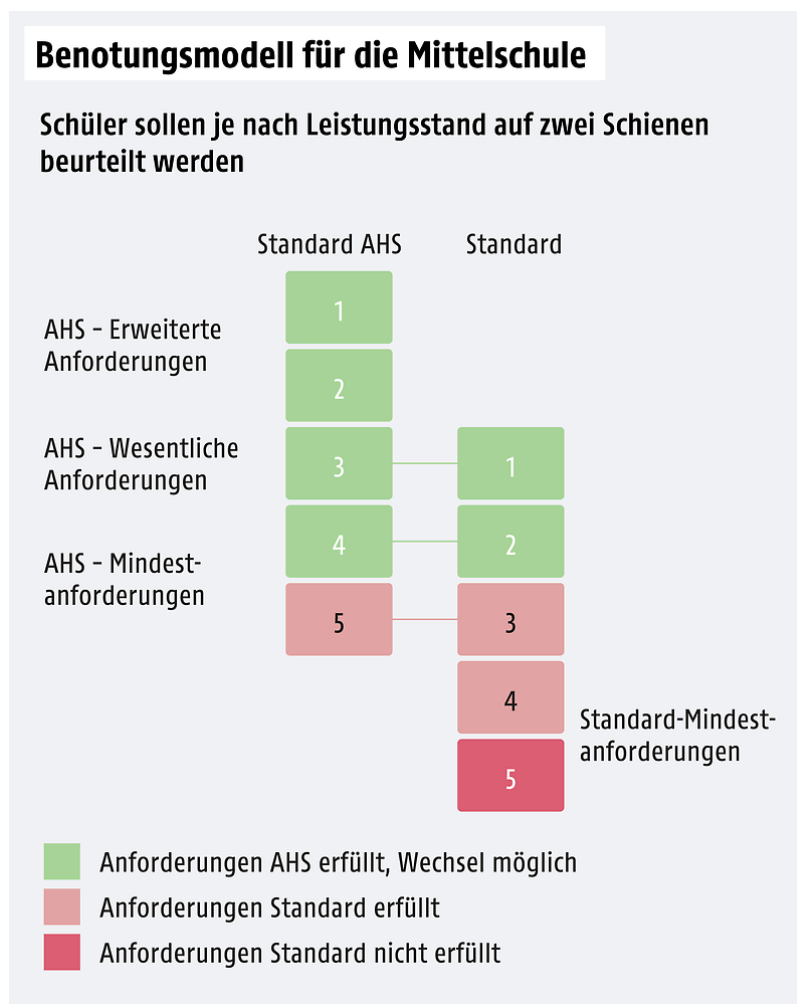 Benotungsmodell für die Mittelschule
Schüler sollen je nach Leistungsstand auf zwei Schienen
beurteilt werden
Standard AHS
Standard
AHS – Erweiterte
Anforderungen
1
2
AHS – Wesentliche
Anforderungen
3
1
AHS – Mindest-
anforderungen
4
2
5
3
4
Standard-Mindest-
anforderungen
5
Anforderungen AHS erfüllt, Wechsel möglich
Anforderungen Standard erfüllt
Anforderungen Standard nicht erfüllt